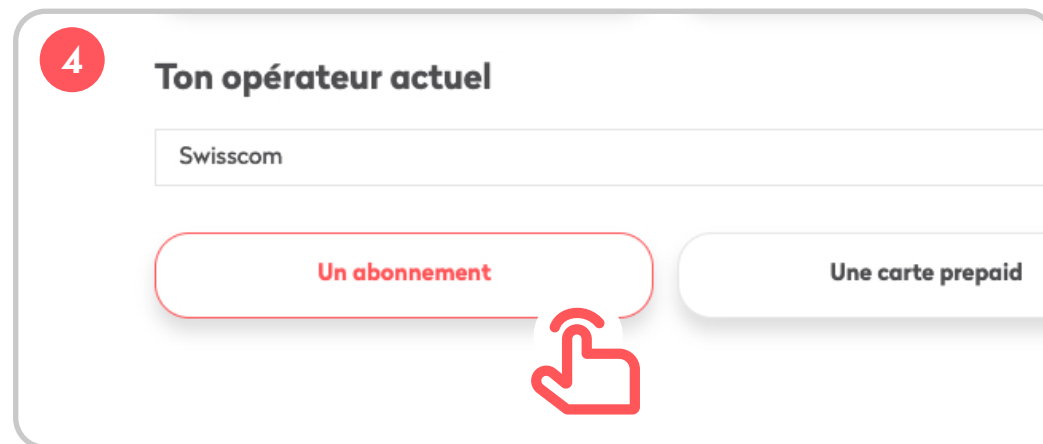 4
Ton opérateur actuel
Swisscom
Un abonnement
Une carte prepaid